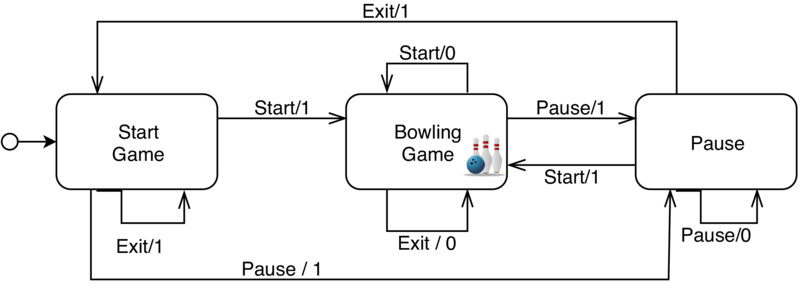 Exit/1
Start/0
Start/1
Pause/1
Start
Game
Bowling
Game
Pause
Start/1
Exit/1
Exit / 0
Pause/0
Pause / 1